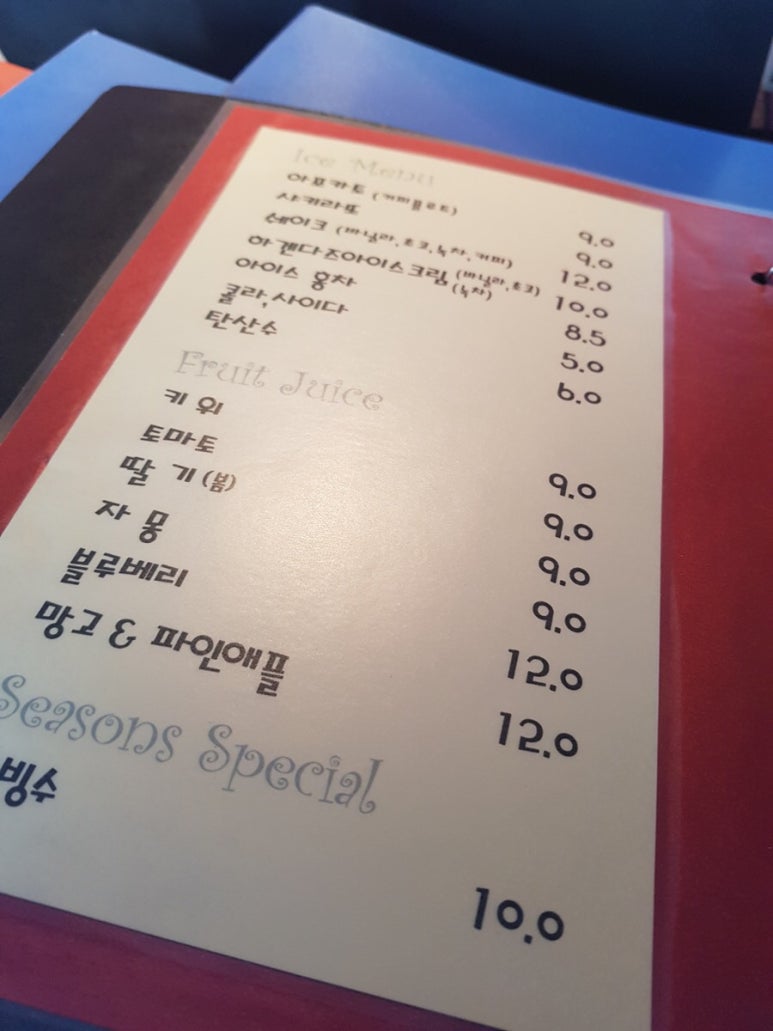 Ice Menu
아포카토 (커피플로트) 9.0
샤키라또 9.0
쉐이크 (바닐라,초코,녹차,커피) 12.0
하겐다즈아이스크림 (바닐라,초코) 10.0
(녹차)
아이스 홍차 8.5
콜라,사이다 5.0
탄산수 6.0
Fruit Juice
키 위 9.0
토마토 9.0
딸 기 (봄) 9.0
자 몽 9.0
블루베리 12.0
망고 & 파인애플 12.0
Seasons Special
빙수 10.0